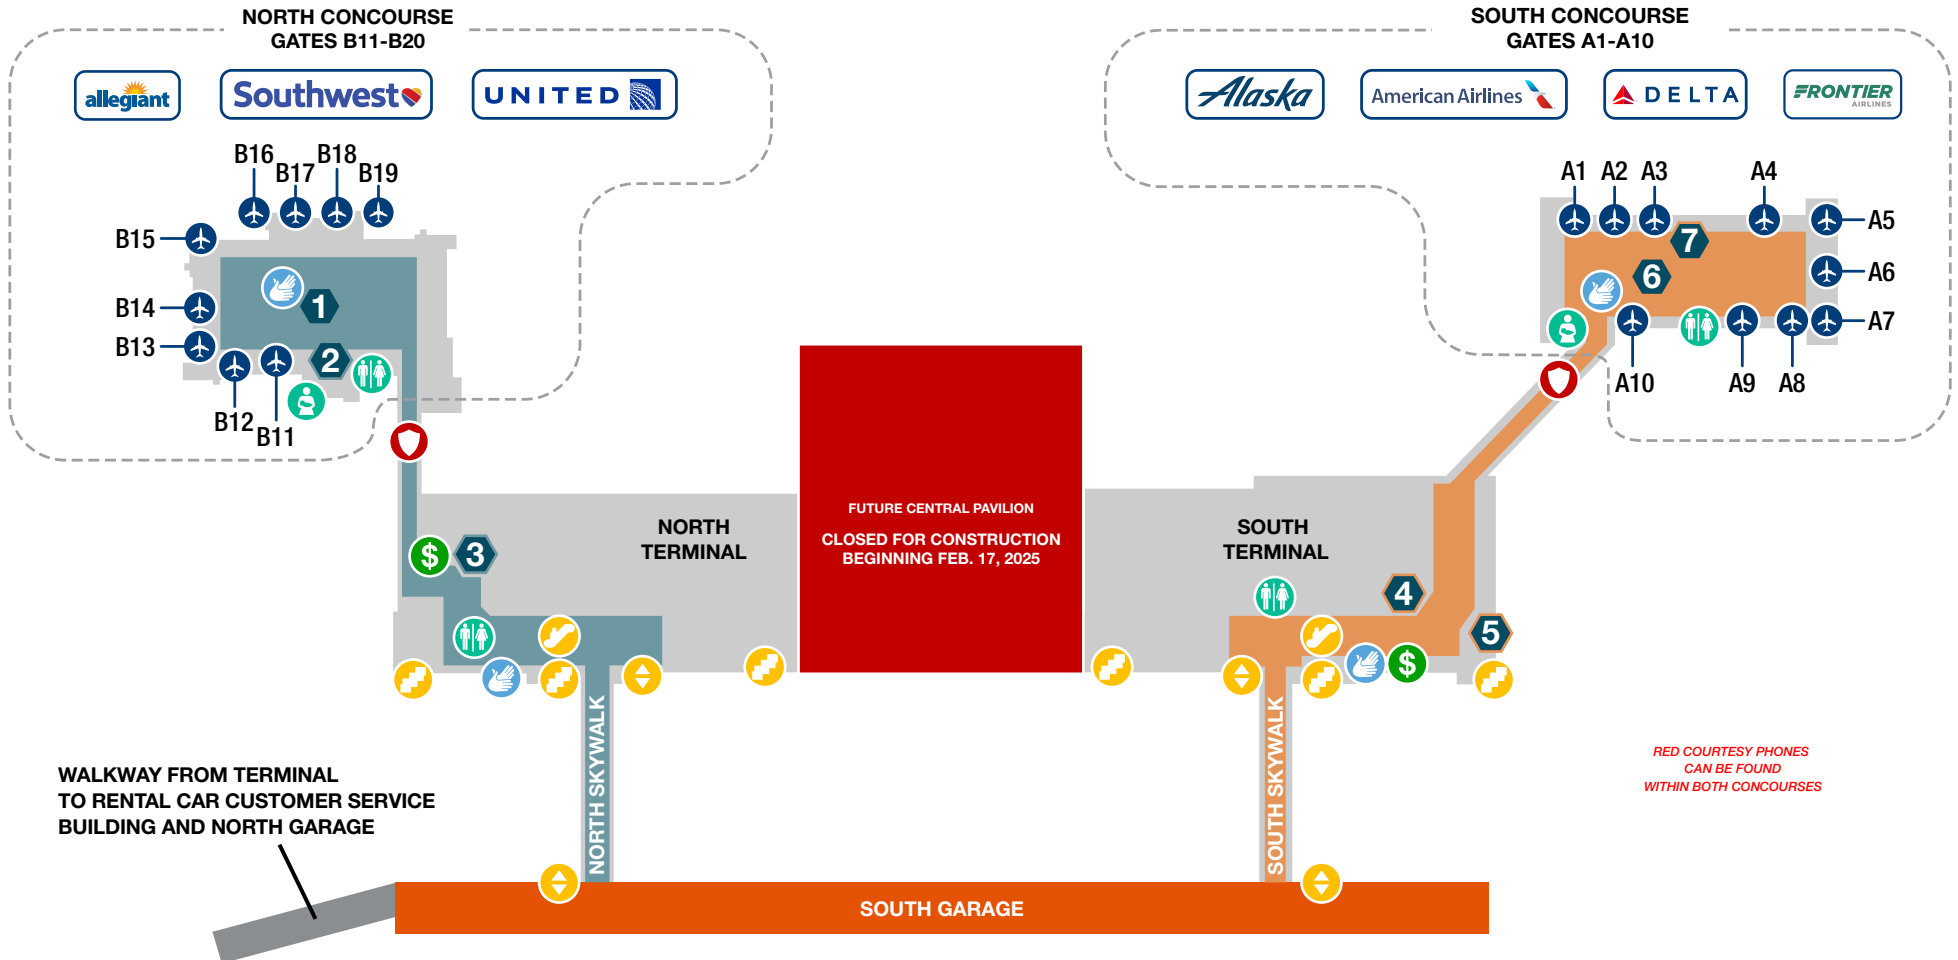 NORTH CONCOURSE
GATES B11-B20
SOUTH CONCOURSE
GATES A1-A10
allegiant
Southwest
UNITED
Alaska
American Airlines
DELTA
FRONTIER
AIRLINES
B16
B17
B18
B19
B15
B14
B13
B12
B11
1
2
A1
A2
A3
A4
A5
A6
A7
7
6
A10
A9
A8
FUTURE CENTRAL PAVILION
CLOSED FOR CONSTRUCTION
BEGINNING FEB. 17, 2025
NORTH
TERMINAL
SOUTH
TERMINAL
$
3
4
5
$
NORTH SKYWALK
SOUTH SKYWALK
RED COURTESY PHONES
CAN BE FOUND
WITHIN BOTH CONCOURSES
WALKWAY FROM TERMINAL
TO RENTAL CAR CUSTOMER SERVICE
BUILDING AND NORTH GARAGE
SOUTH GARAGE